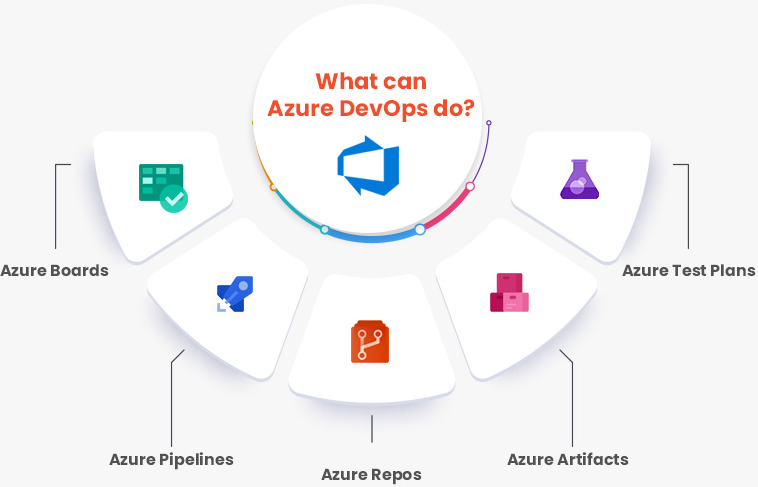 What can
Azure DevOps do?
Azure Boards
Azure Test Plans
Azure Pipelines
Azure Artifacts
Azure Repos